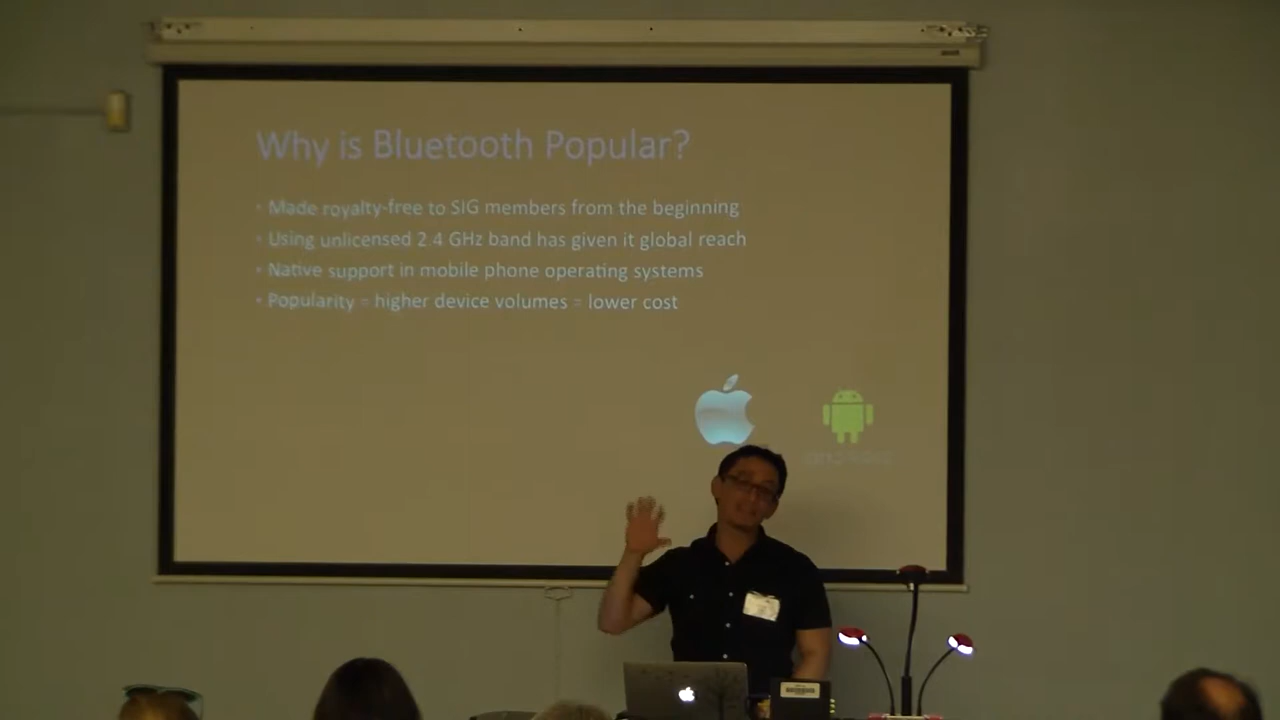 Why is Bluetooth Popular?
• Made royalty-free to SIG members from the beginning
• Using unlicensed 2.4 GHz band has given it global reach
• Native support in mobile phone operating systems
• Popularity = higher device volumes = lower cost